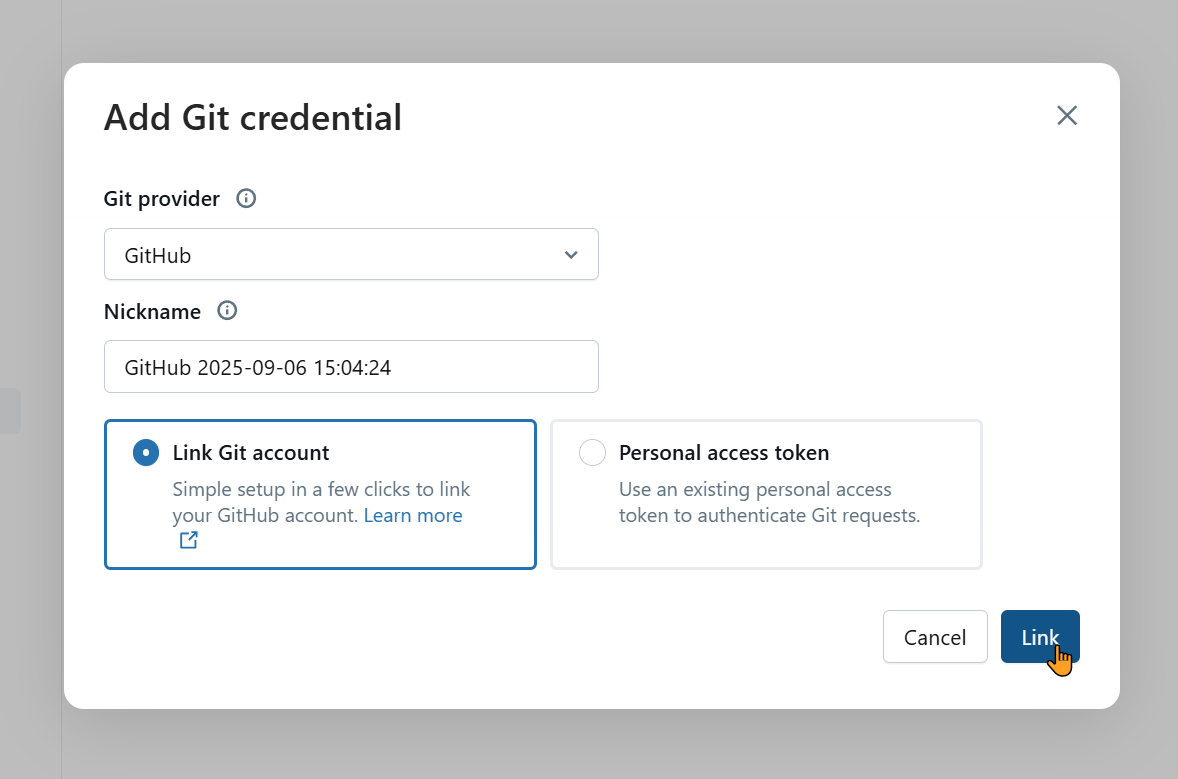 Add Git credential
Git provider
GitHub
Nickname
GitHub 2025-09-06 15:04:24
Link Git account
Simple setup in a few clicks to link
your GitHub account. Learn more
Personal access token
Use an existing personal access
token to authenticate Git requests.
Cancel
Link